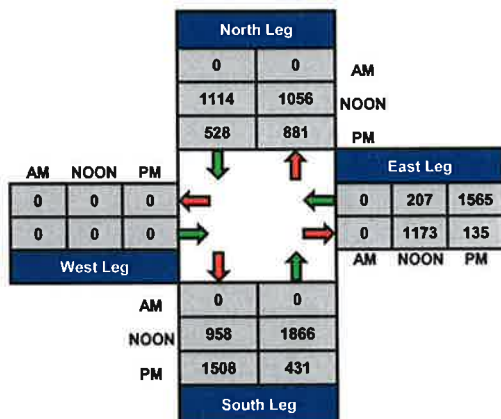 North Leg
0 0 AM
1114 1056 NOON
528 881 PM
AM NOON PM
0 0 0
0 0 0
West Leg
East Leg
0 207 1565
0 1173 135
AM NOON PM
AM 0 0
NOON 958 1866
PM 1508 431
South Leg